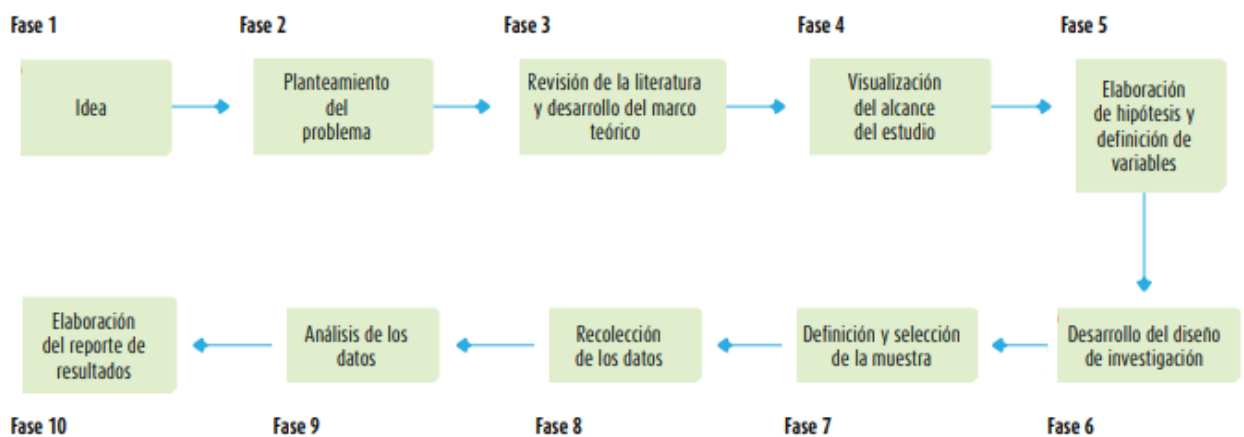 Fase 1
Fase 2
Fase 3
Fase 4
Fase 5
Idea
Planteamiento
del
problema
Revisión de la literatura
y desarrollo del marco
teórico
Visualización
del alcance
del estudio
Elaboración
de hipótesis y
definición de
variables
Desarrollo del diseño
de investigación
Definición y selección
de la muestra
Recolección
de los datos
Análisis de los
datos
Elaboración
del reporte de
resultados
Fase 10
Fase 9
Fase 8
Fase 7
Fase 6